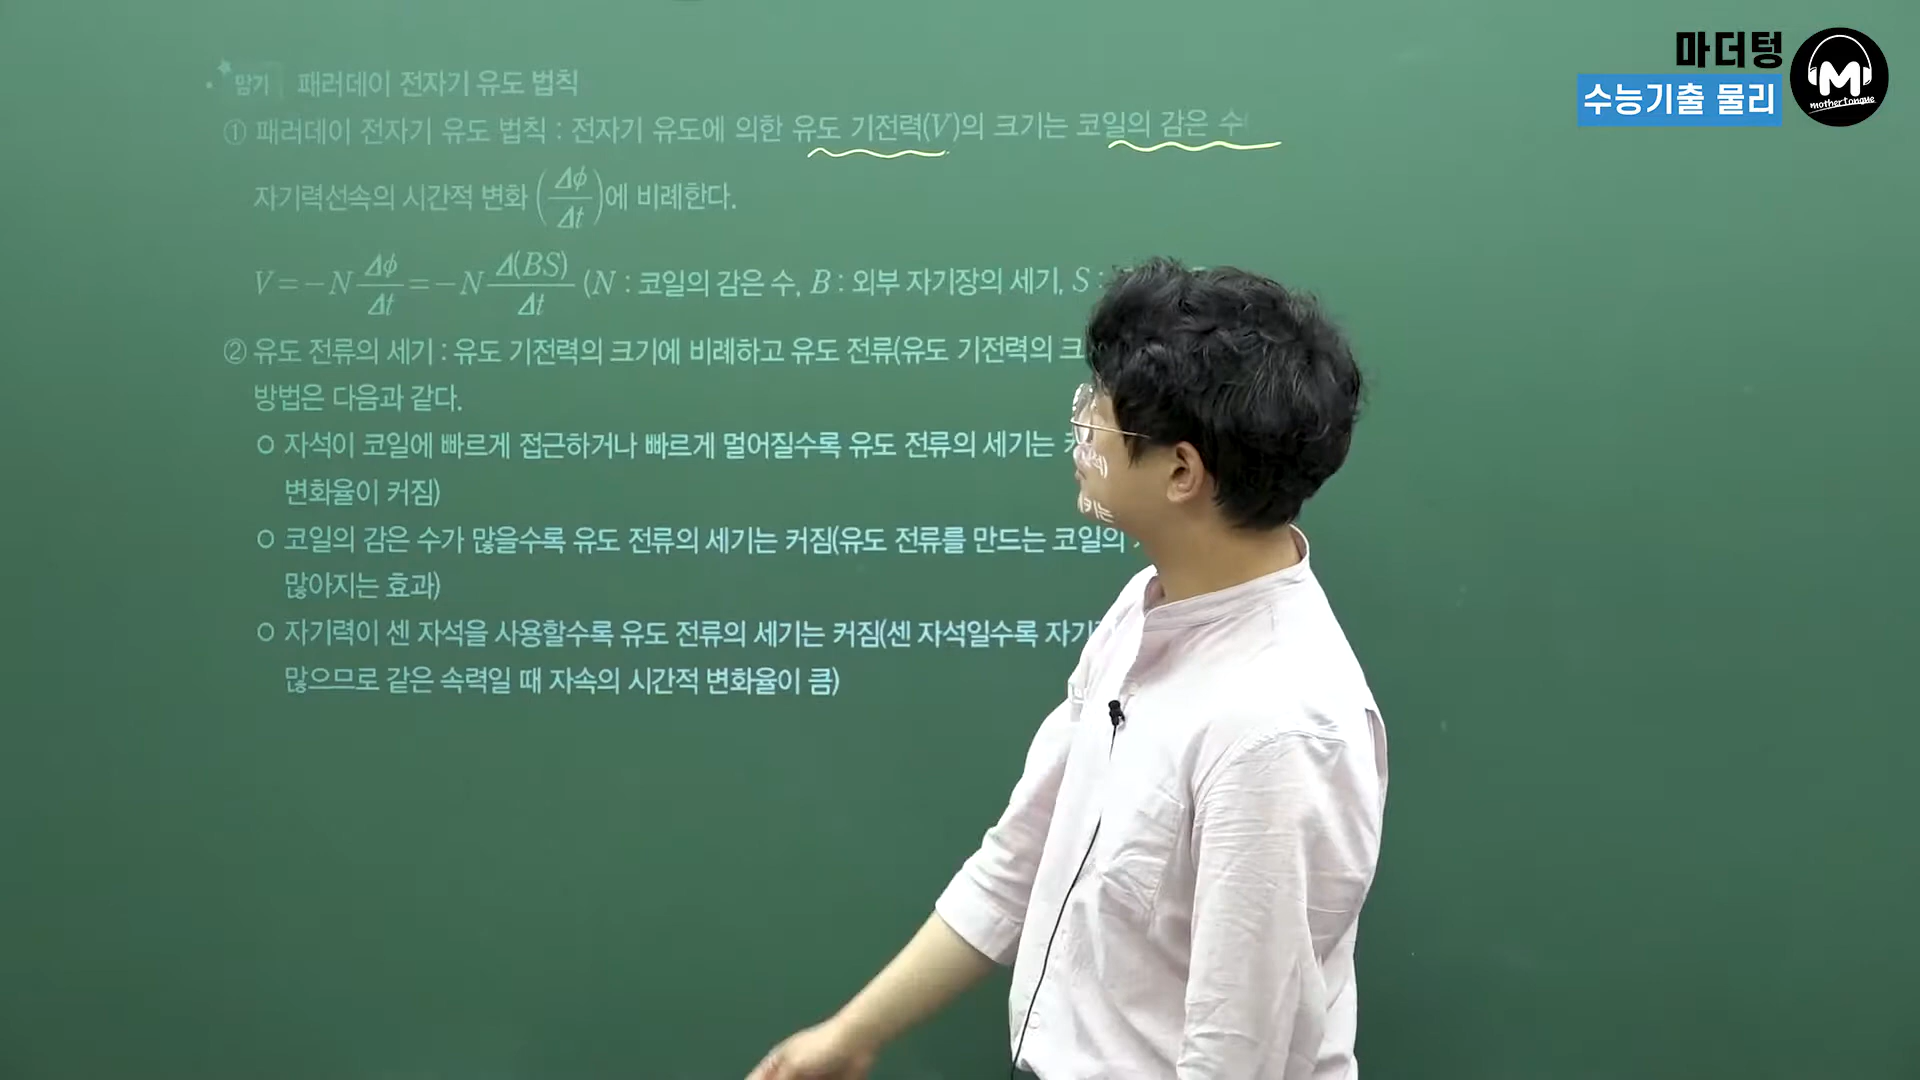 마더텅
수능기출 물리
mothertongue
암기 패러데이 전자기 유도 법칙
① 패러데이 전자기 유도 법칙 : 전자기 유도에 의한 유도 기전력(V)의 크기는 코일의 감은 수
자기력선속의 시간적 변화 (Δϕ/Δt)에 비례한다.
V=−N Δϕ/Δt=−N Δ(BS)/Δt (N : 코일의 감은 수, B : 외부 자기장의 세기, S :
② 유도 전류의 세기 : 유도 기전력의 크기에 비례하고 유도 전류(유도 기전력의 크
방법은 다음과 같다.
○ 자석이 코일에 빠르게 접근하거나 빠르게 멀어질수록 유도 전류의 세기는
변화율이 커짐)
○ 코일의 감은 수가 많을수록 유도 전류의 세기는 커짐(유도 전류를 만드는 코일의
많아지는 효과)
○ 자기력이 센 자석을 사용할수록 유도 전류의 세기는 커짐(센 자석일수록 자기
많으므로 같은 속력일 때 자속의 시간적 변화율이 큼)